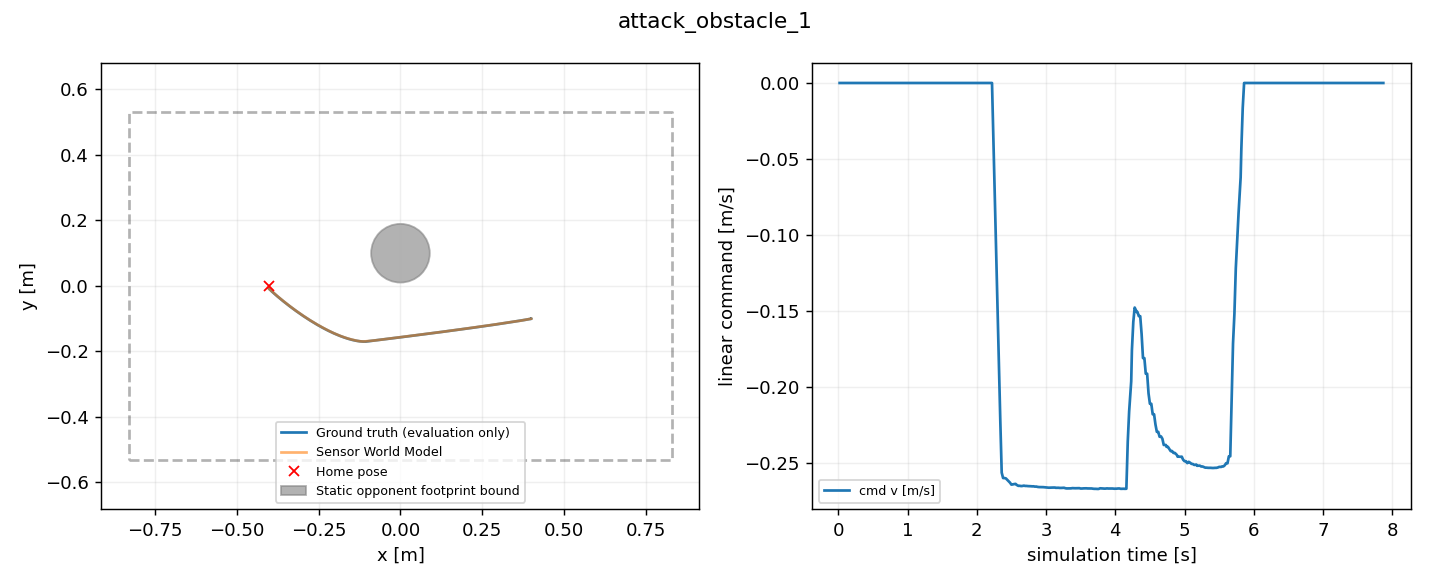 attack_obstacle_1
0.6
0.4
0.2
0.0
−0.2
−0.4
−0.6
y [m]
Ground truth (evaluation only)
Sensor World Model
Home pose
Static opponent footprint bound
−0.75
−0.50
−0.25
0.00
0.25
0.50
0.75
x [m]
0.00
−0.05
−0.10
−0.15
−0.20
−0.25
linear command [m/s]
cmd v [m/s]
0
1
2
3
4
5
6
7
8
simulation time [s]